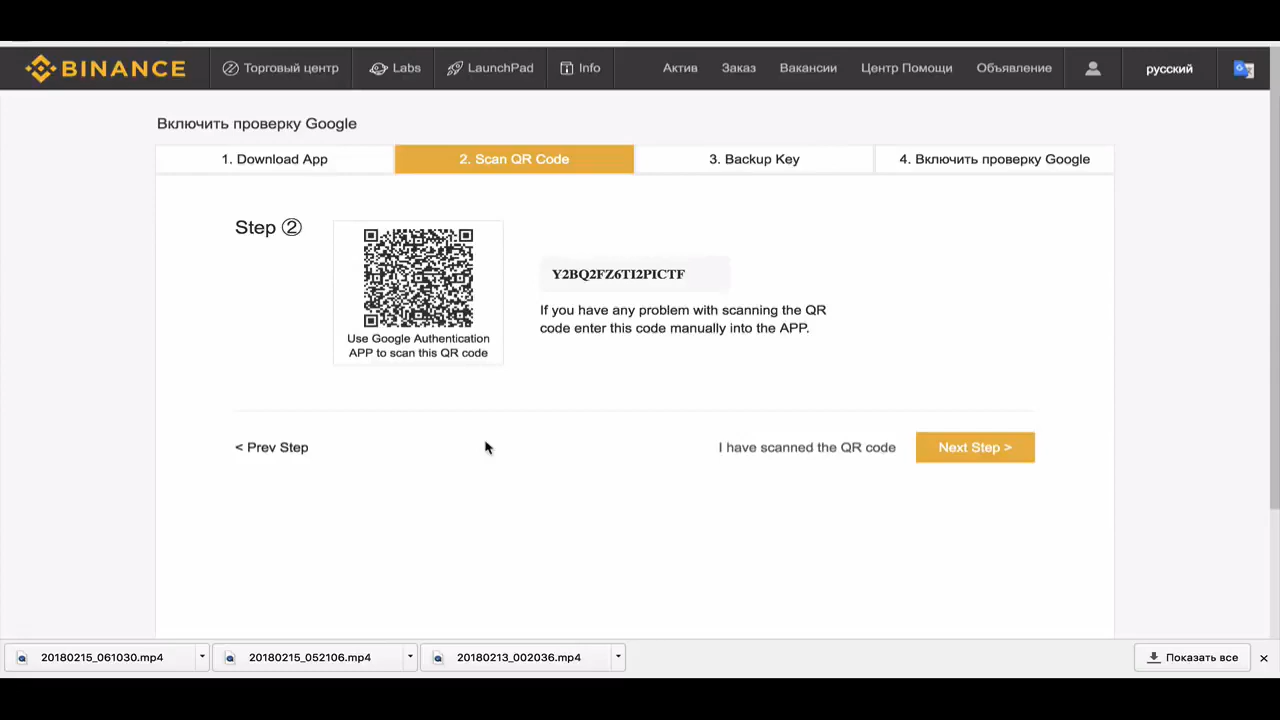 BINANCE
Торговый центр
Labs
LaunchPad
Info
Актив
Заказ
Вакансии
Центр Помощи
Объявление
русский
Включить проверку Google
1. Download App
2. Scan QR Code
3. Backup Key
4. Включить проверку Google
Step ②
Use Google Authentication
APP to scan this QR code
Y2BQ2FZ6TI2PICTF
If you have any problem with scanning the QR
code enter this code manually into the APP.
< Prev Step
I have scanned the QR code
Next Step >
20180215_061030.mp4
20180215_052106.mp4
20180213_002036.mp4
Показать все